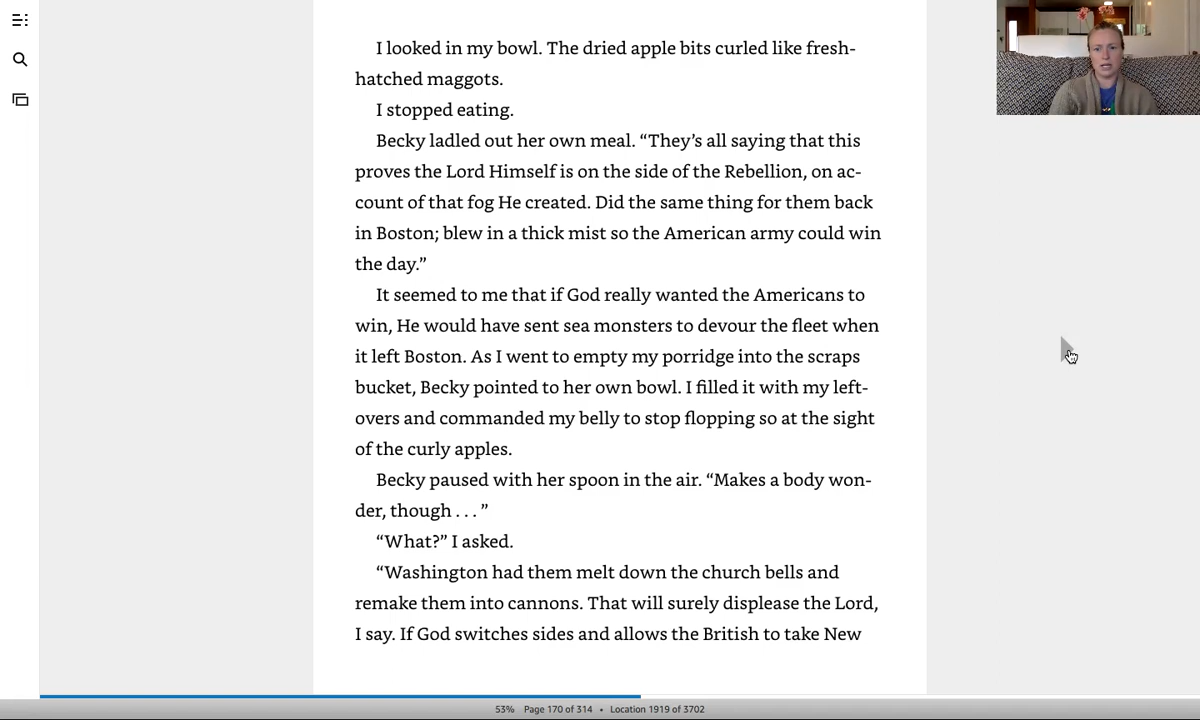 I looked in my bowl. The dried apple bits curled like fresh-
hatched maggots.
I stopped eating.
Becky ladled out her own meal. “They’s all saying that this
proves the Lord Himself is on the side of the Rebellion, on ac-
count of that fog He created. Did the same thing for them back
in Boston; blew in a thick mist so the American army could win
the day.”
It seemed to me that if God really wanted the Americans to
win, He would have sent sea monsters to devour the fleet when
it left Boston. As I went to empty my porridge into the scraps
bucket, Becky pointed to her own bowl. I filled it with my left-
overs and commanded my belly to stop flopping so at the sight
of the curly apples.
Becky paused with her spoon in the air. “Makes a body won-
der, though . . . ”
“What?” I asked.
“Washington had them melt down the church bells and
remake them into cannons. That will surely displease the Lord,
I say. If God switches sides and allows the British to take New
53% Page 170 of 314 • Location 1919 of 3702